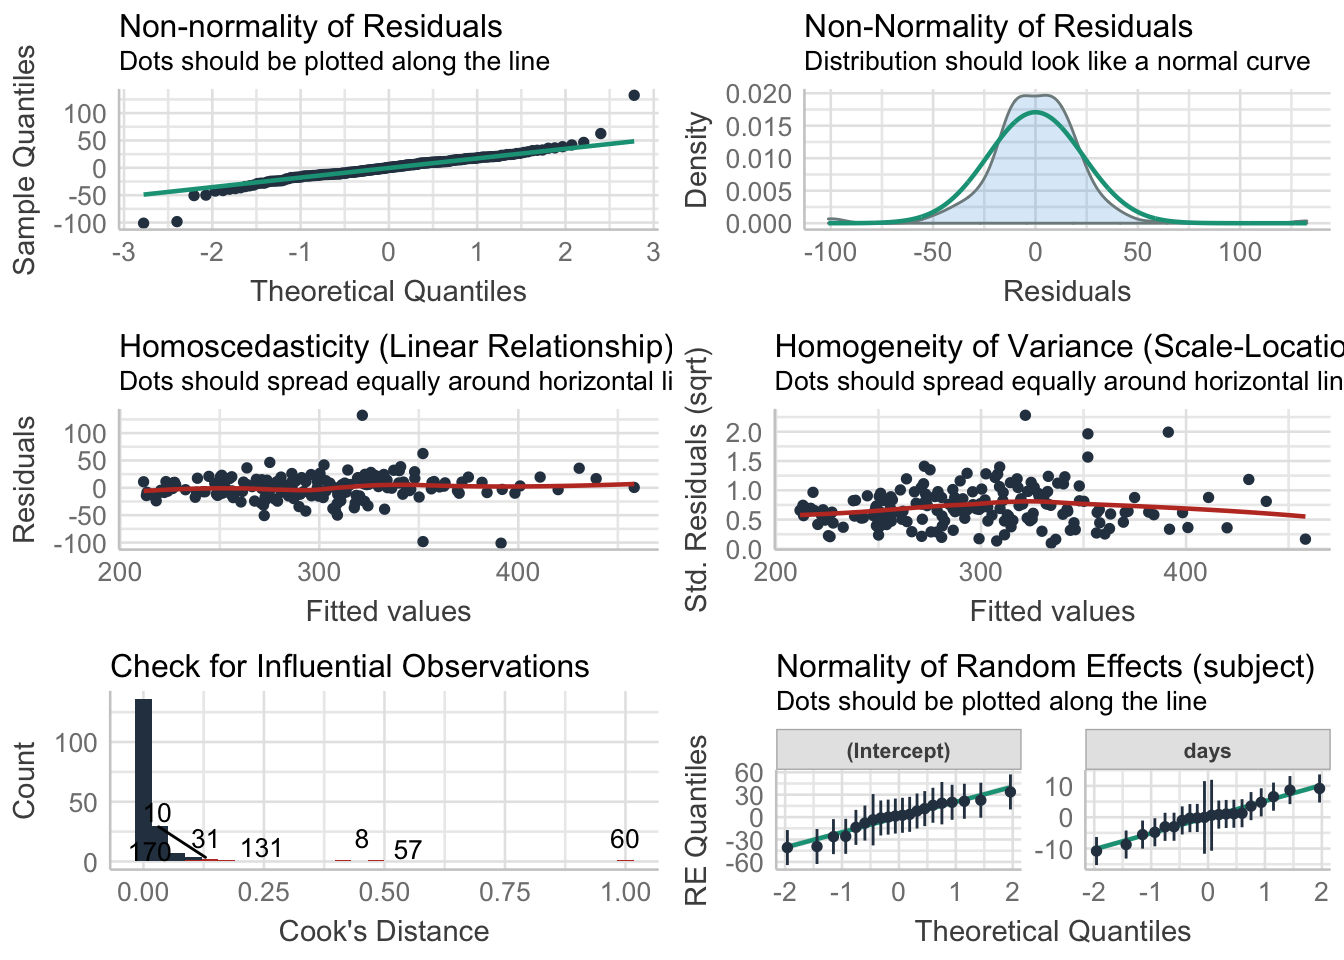 Non-normality of Residuals
Dots should be plotted along the line
Sample Quantiles
100
50
0
-50
-100
-3 -2 -1 0 1 2 3
Theoretical Quantiles
Non-Normality of Residuals
Distribution should look like a normal curve
Density
0.020
0.015
0.010
0.005
0.000
-100 -50 0 50 100
Residuals
Homoscedasticity (Linear Relationship)
Dots should spread equally around horizontal li
Residuals
100
50
0
-50
-100
200 300 400
Fitted values
Homogeneity of Variance (Scale-Locatio
Dots should spread equally around horizontal lin
Std. Residuals (sqrt)
2.0
1.5
1.0
0.5
0.0
200 300 400
Fitted values
Check for Influential Observations
Count
100
50
0
10
170
31
131
8
57
60
0.00 0.25 0.50 0.75 1.00
Cook's Distance
Normality of Random Effects (subject)
Dots should be plotted along the line
RE Quantiles
(Intercept)
60
30
0
-30
-60
-2 -1 0 1 2
days
10
0
-10
-2 -1 0 1 2
Theoretical Quantiles